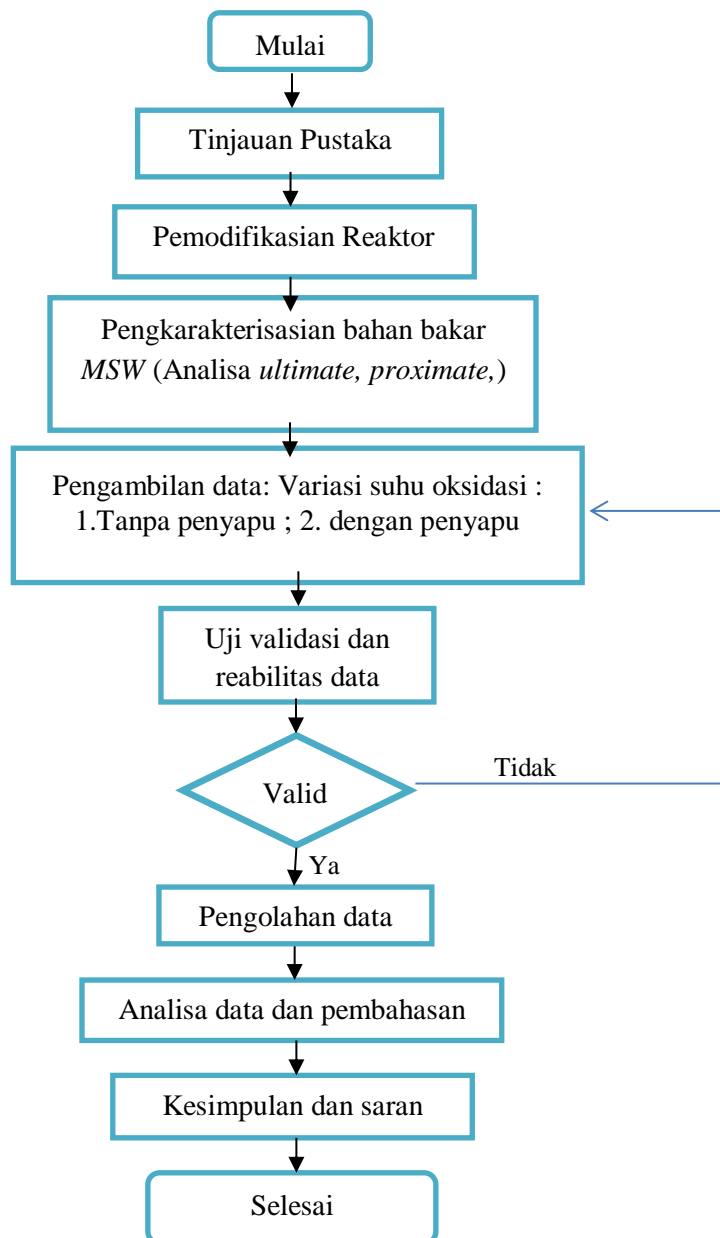 Mulai
Tinjauan Pustaka
Pemodifikasian Reaktor
Pengkarakterisasian bahan bakar
MSW (Analisa ultimate, proximate,)
Pengambilan data: Variasi suhu oksidasi :
1.Tanpa penyapu ; 2. dengan penyapu
Uji validasi dan
reabilitas data
Valid
Tidak
Ya
Pengolahan data
Analisa data dan pembahasan
Kesimpulan dan saran
Selesai